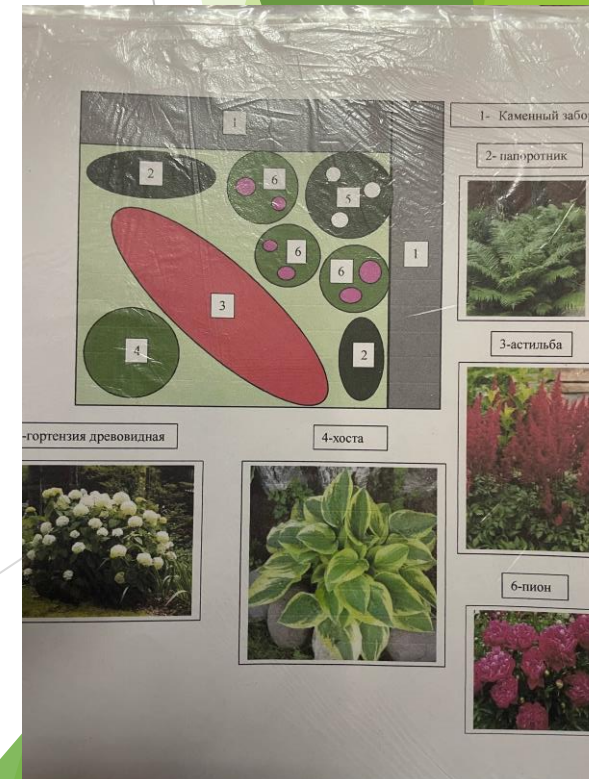 1
1- Каменный забор
2- папоротник
2
6
5
6
1
6
3
4
2
3-астильба
-гортензия древовидная
4-хоста
6-пион